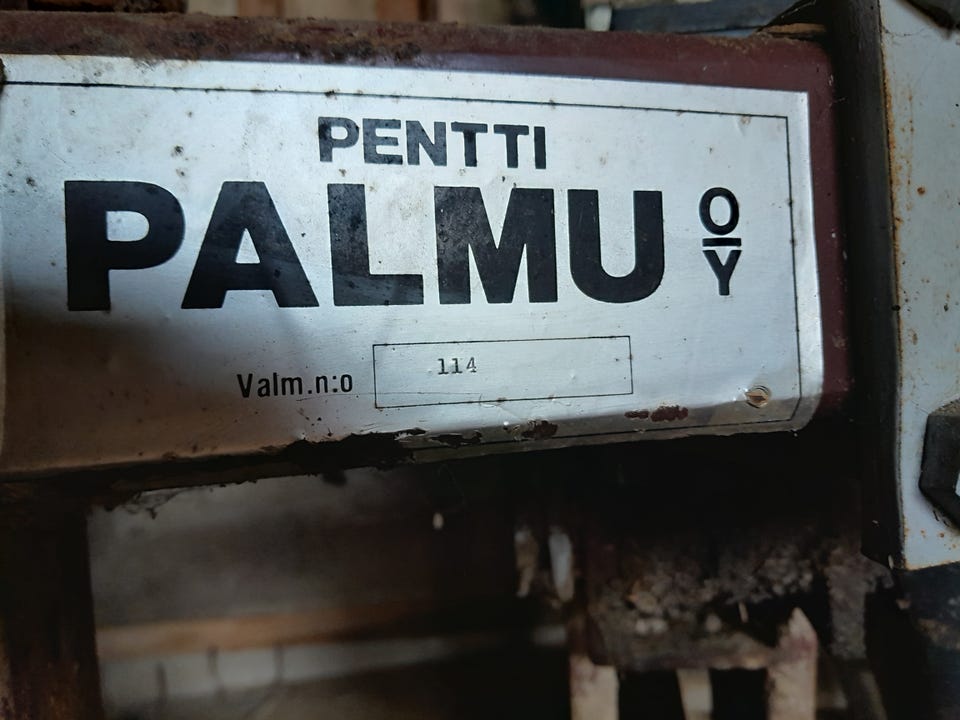 PENTTI
PALMU OY
Valm.n:o 114